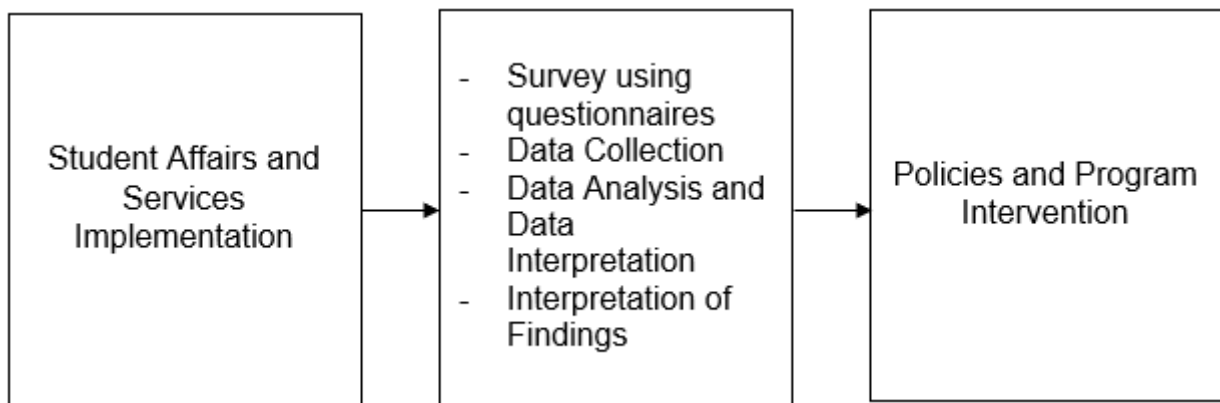 Student Affairs and
Services
Implementation
- Survey using
questionnaires
- Data Collection
- Data Analysis and
Data
Interpretation
- Interpretation of
Findings
Policies and Program
Intervention